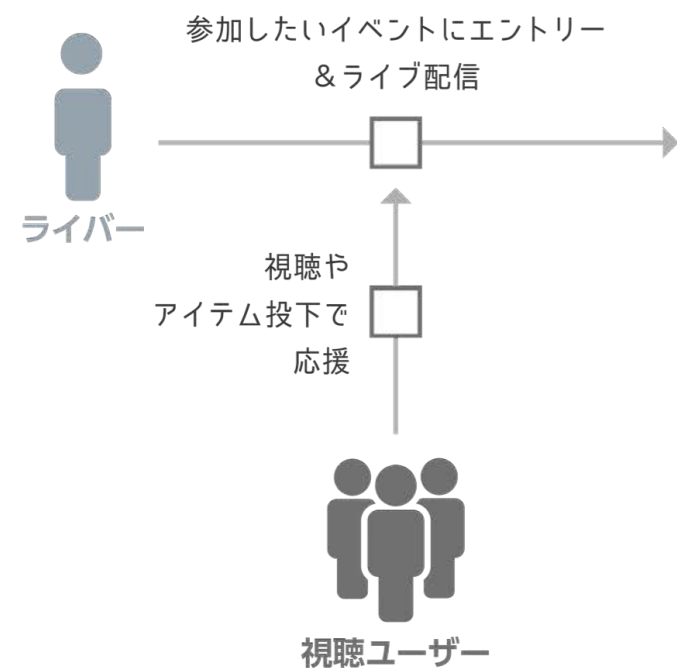 参加したいイベントにエントリー
＆ライブ配信
ライバー
視聴や
アイテム投下で
応援
視聴ユーザー